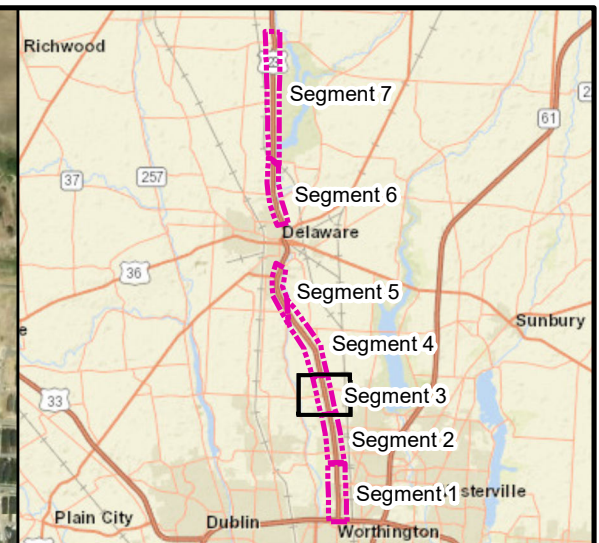 Richwood
23
Segment 7
61
37
257
Segment 6
Delaware
36
Segment 5
Sunbury
Segment 4
33
Segment 3
Segment 2
Segment 1
sterville
Plain City
Dublin
Worthington